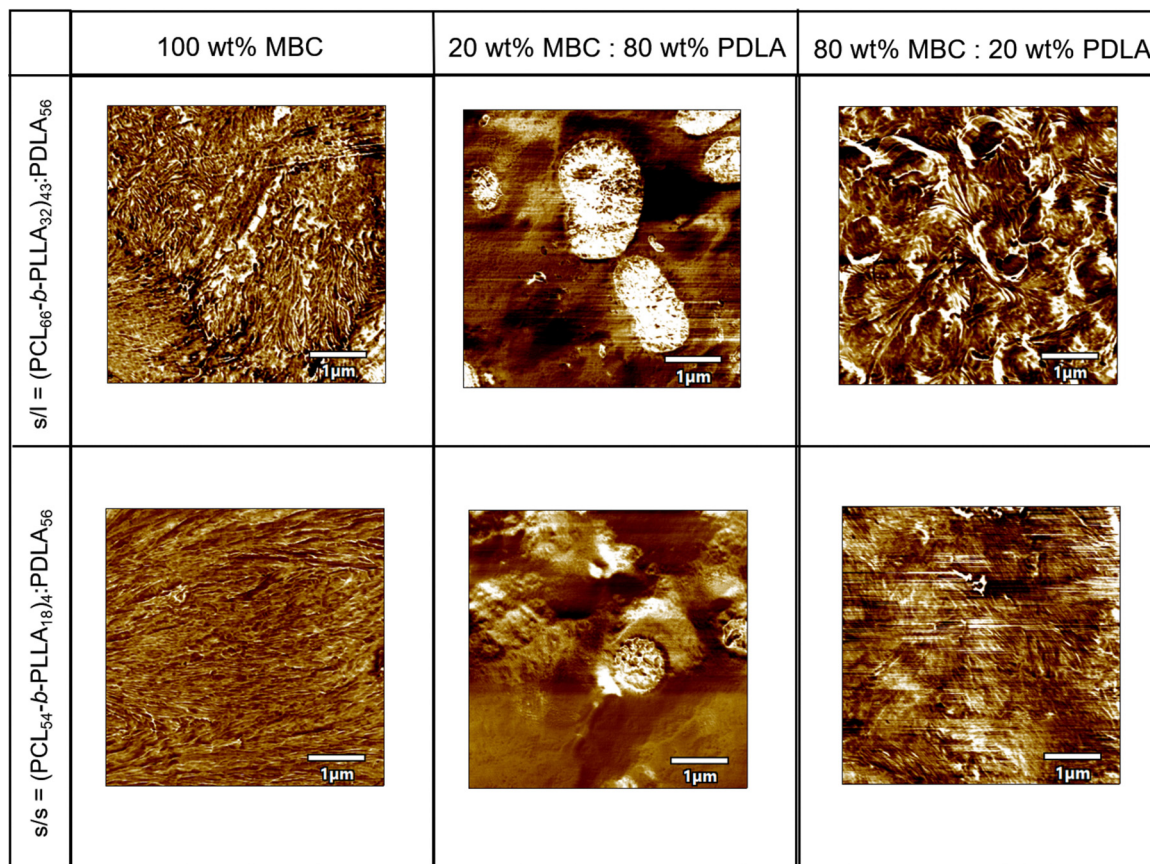 100 wt% MBC
20 wt% MBC : 80 wt% PDLA
80 wt% MBC : 20 wt% PDLA
s/l = (PCL₆₆-b-PLLA₃₂)₄₃:PDLA₅₆
1µm
1µm
1µm
s/s = (PCL₅₄-b-PLLA₁₈)₄:PDLA₅₆
1µm
1µm
1µm